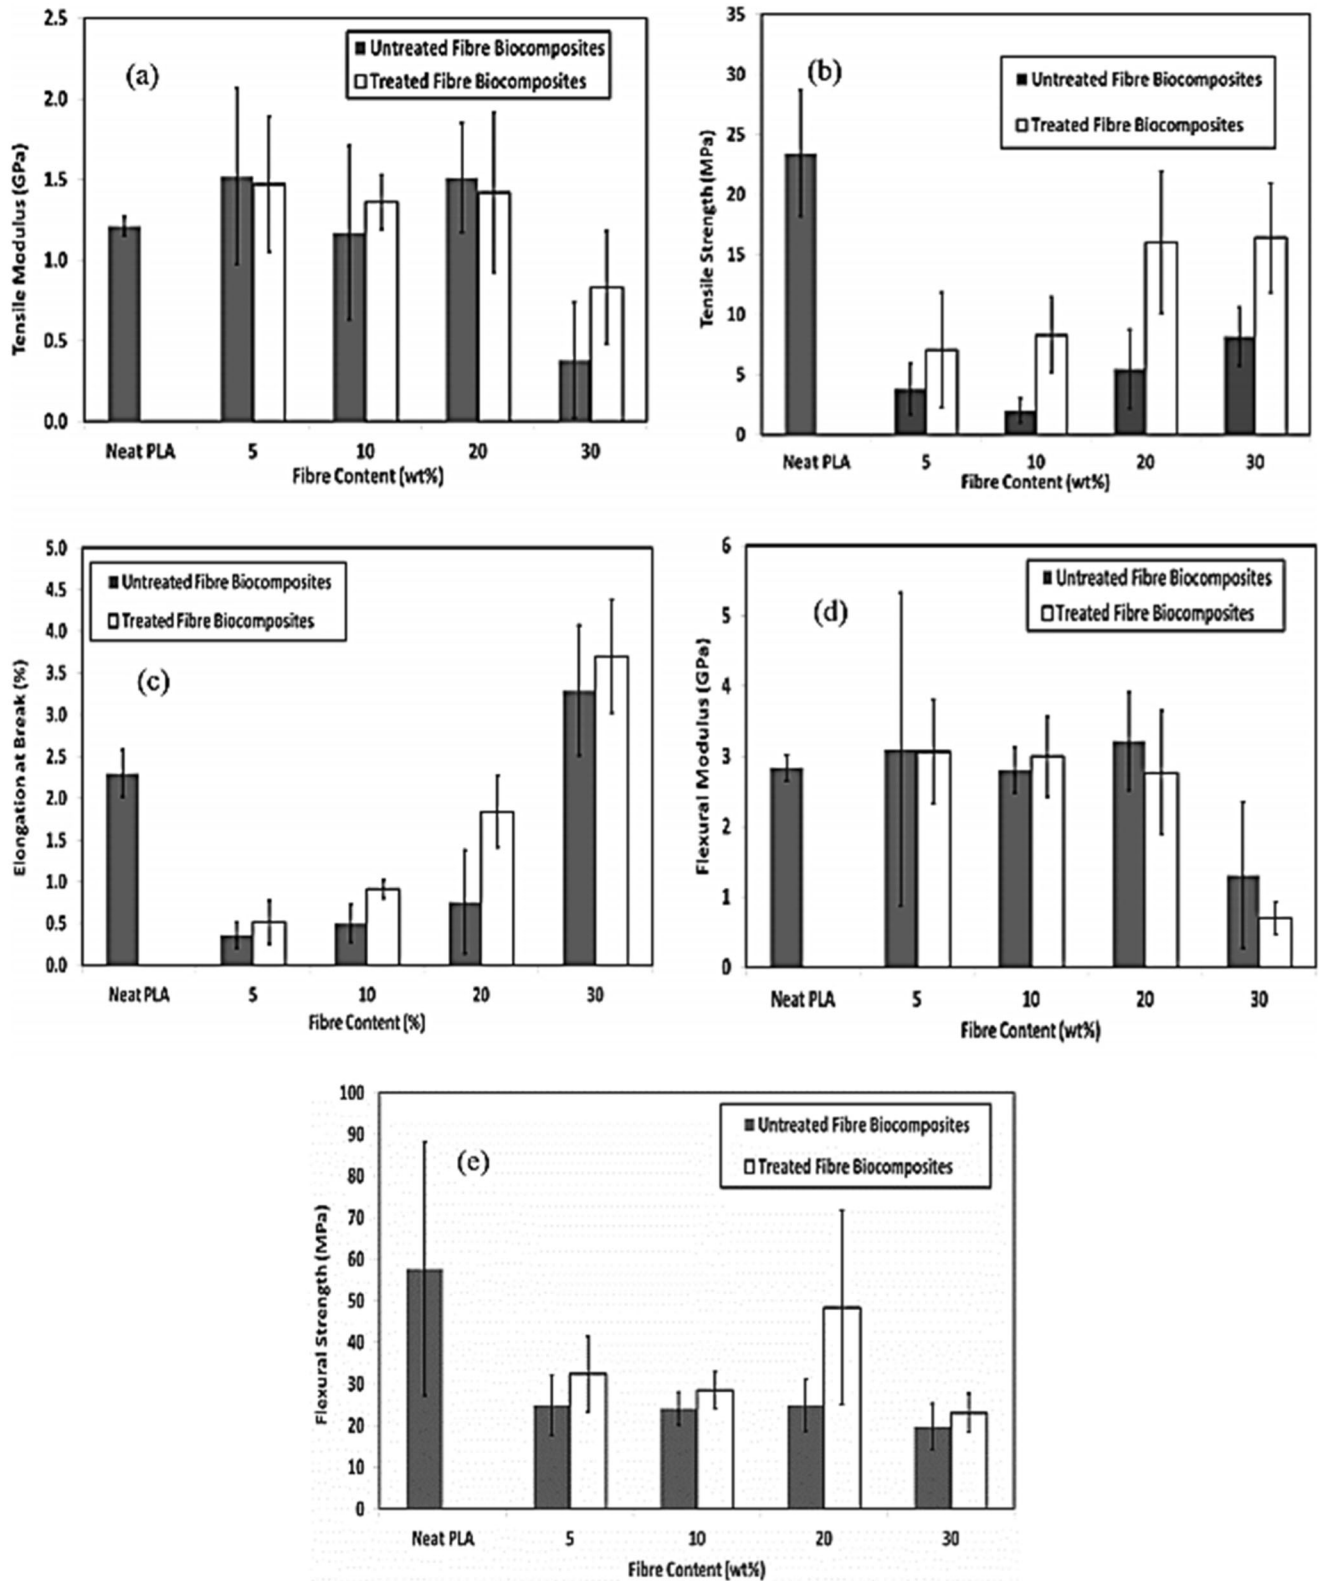 2.5
2.0
1.5
1.0
0.5
0.0
Tensile Modulus (GPa)
(a)
Untreated Fibre Biocomposites
Treated Fibre Biocomposites
Neat PLA 5 10 20 30
Fibre Content (wt%)
35
30
25
20
15
10
5
0
Tensile Strength (MPa)
(b)
Untreated Fibre Biocomposites
Treated Fibre Biocomposites
Neat PLA 5 10 20 30
Fibre Content (wt%)
5.0
4.5
4.0
3.5
3.0
2.5
2.0
1.5
1.0
0.5
0.0
Elongation at Break (%)
Untreated Fibre Biocomposites
Treated Fibre Biocomposites
(c)
Neat PLA 5 10 20 30
Fibre Content (%)
6
5
4
3
2
1
0
Flexural Modulus (GPa)
(d)
Untreated Fibre Biocomposites
Treated Fibre Biocomposites
Neat PLA 5 10 20 30
Fibre Content (wt%)
100
90
80
70
60
50
40
30
20
10
0
Flexural Strength (MPa)
(e)
Untreated Fibre Biocomposites
Treated Fibre Biocomposites
Neat PLA 5 10 20 30
Fibre Content (wt%)